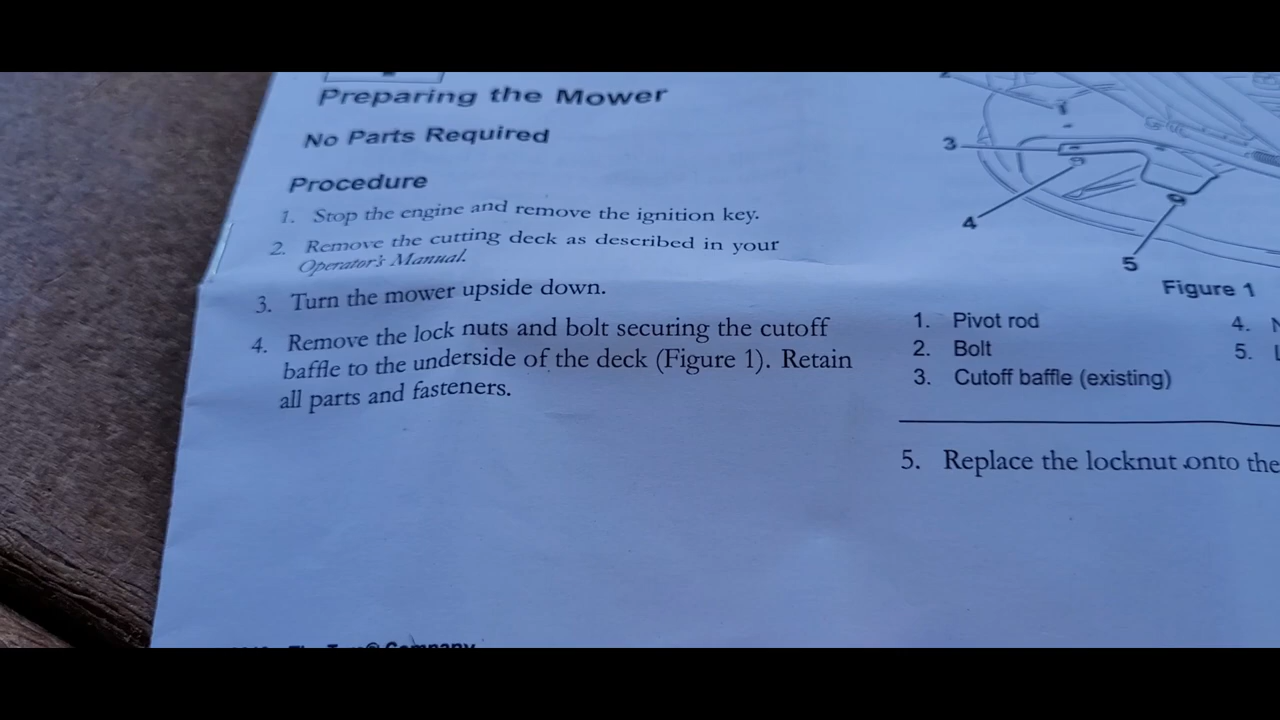 Preparing the Mower
No Parts Required
Procedure
1. Stop the engine and remove the ignition key.
2. Remove the cutting deck as described in your
Operator's Manual.
3. Turn the mower upside down.
4. Remove the lock nuts and bolt securing the cutoff
baffle to the underside of the deck (Figure 1). Retain
all parts and fasteners.
3
4
5
Figure 1
1. Pivot rod
2. Bolt
3. Cutoff baffle (existing)
4.
5.
5. Replace the locknut onto the
Company